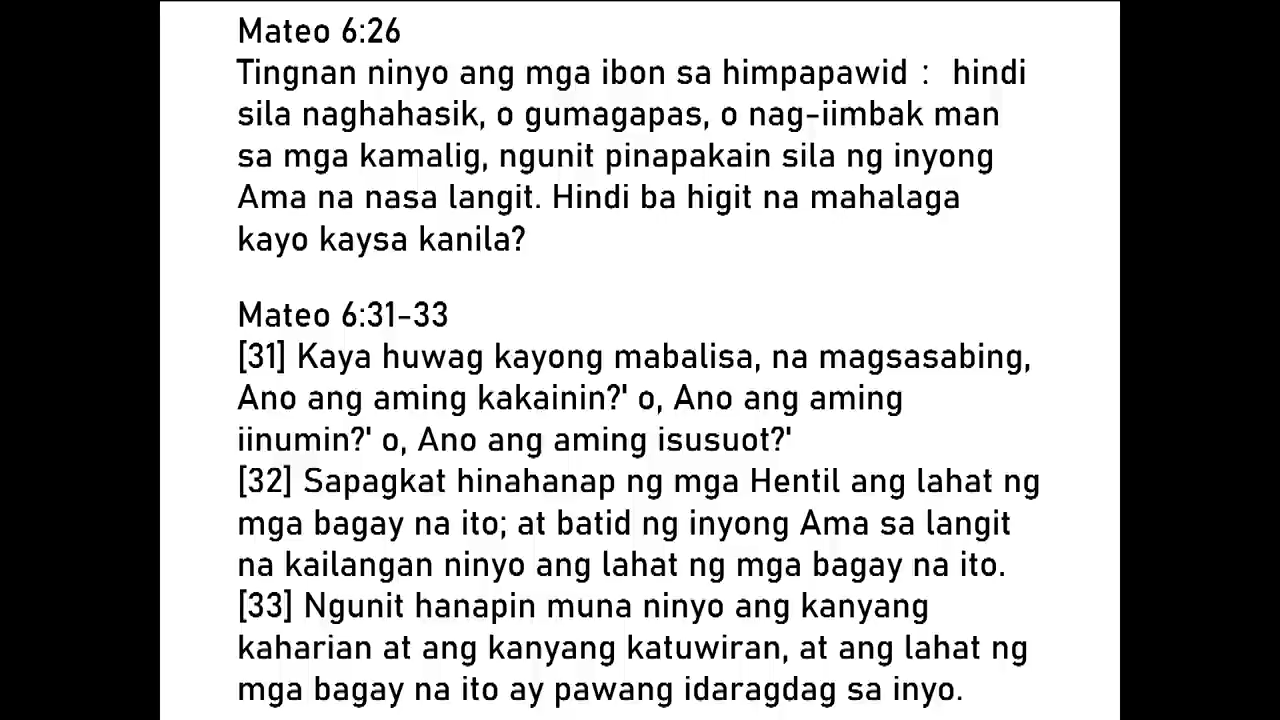 Mateo 6:26
Tingnan ninyo ang mga ibon sa himpapawid : hindi
sila naghahasik, o gumagapas, o nag-iimbak man
sa mga kamalig, ngunit pinapakain sila ng inyong
Ama na nasa langit. Hindi ba higit na mahalaga
kayo kaysa kanila?
Mateo 6:31-33
[31] Kaya huwag kayong mabalisa, na magsasabing,
Ano ang aming kakainin?' o, Ano ang aming
iinumin?' o, Ano ang aming isusuot?'
[32] Sapagkat hinahanap ng mga Hentil ang lahat ng
mga bagay na ito; at batid ng inyong Ama sa langit
na kailangan ninyo ang lahat ng mga bagay na ito.
[33] Ngunit hanapin muna ninyo ang kanyang
kaharian at ang kanyang katuwiran, at ang lahat ng
mga bagay na ito ay pawang idaragdag sa inyo.